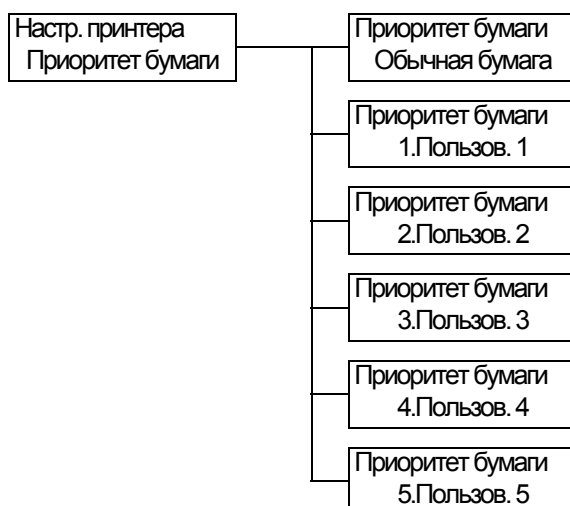 Настр. принтера
Приоритет бумаги
Приоритет бумаги
Обычная бумага
Приоритет бумаги
1.Пользов. 1
Приоритет бумаги
2.Пользов. 2
Приоритет бумаги
3.Пользов. 3
Приоритет бумаги
4.Пользов. 4
Приоритет бумаги
5.Пользов. 5